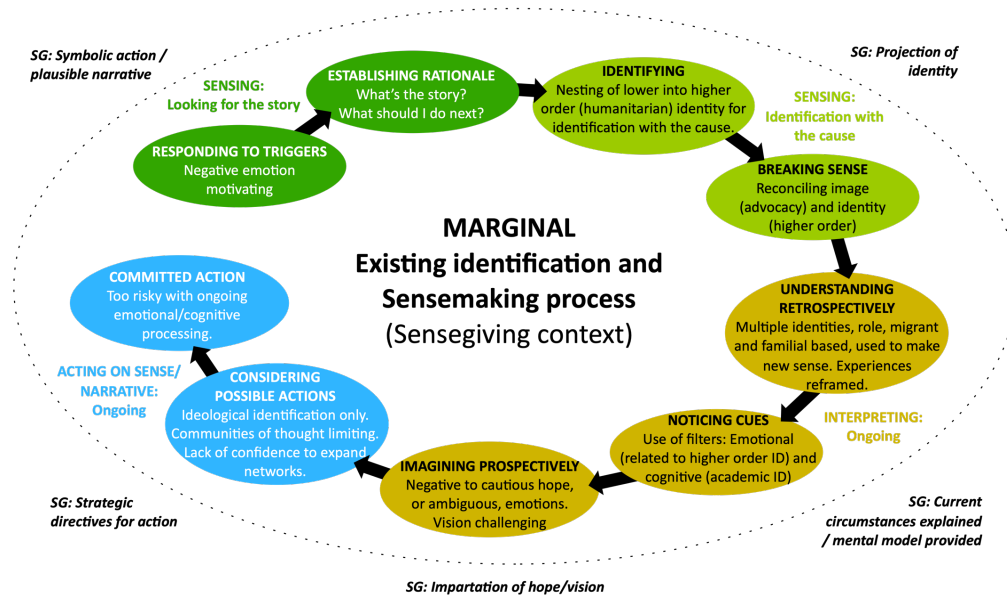 SG: Symbolic action /
plausible narrative
SENSING:
Looking for the story
ESTABLISHING RATIONALE
What’s the story?
What should I do next?
RESPONDING TO TRIGGERS
Negative emotion
motivating
IDENTIFYING
Nesting of lower into higher
order (humanitarian) identity for
identification with the cause.
SG: Projection of
identity
SENSING:
Identification with
the cause
BREAKING SENSE
Reconciling image
(advocacy) and identity
(higher order)
MARGINAL
Existing identification and
Sensemaking process
(Sensegiving context)
UNDERSTANDING
RETROSPECTIVELY
Multiple identities, role, migrant
and familial based, used to make
new sense. Experiences
reframed.
INTERPRETING:
Ongoing
NOTICING CUES
Use of filters: Emotional
(related to higher order ID) and
cognitive (academic ID)
SG: Current
circumstances explained
/ mental model provided
IMAGINING PROSPECTIVELY
Negative to cautious hope,
or ambiguous, emotions.
Vision challenging
SG: Impartation of hope/vision
CONSIDERING
POSSIBLE ACTIONS
Ideological identification only.
Communities of thought limiting.
Lack of confidence to expand
networks.
ACTING ON SENSE/
NARRATIVE:
Ongoing
COMMITTED ACTION
Too risky with ongoing
emotional/cognitive
processing.
SG: Strategic
directives for action